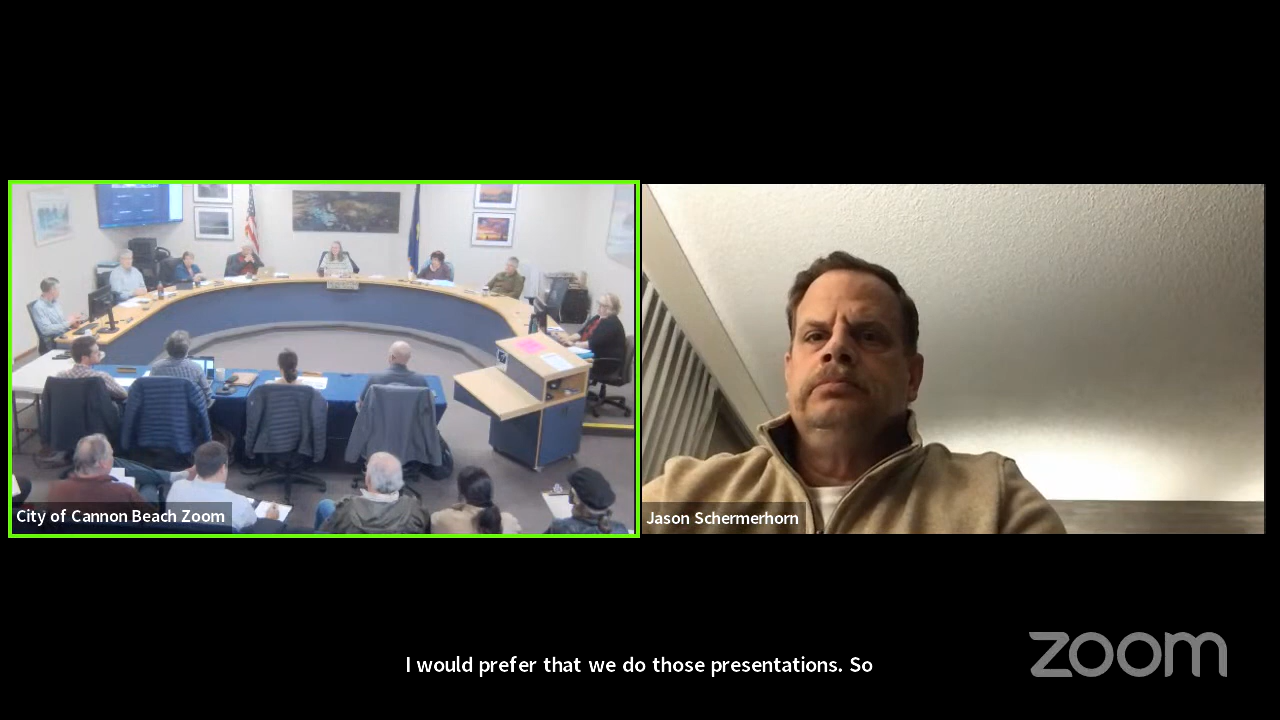 City of Cannon Beach Zoom
Jason Schermerhorn
I would prefer that we do those presentations. So
zoom